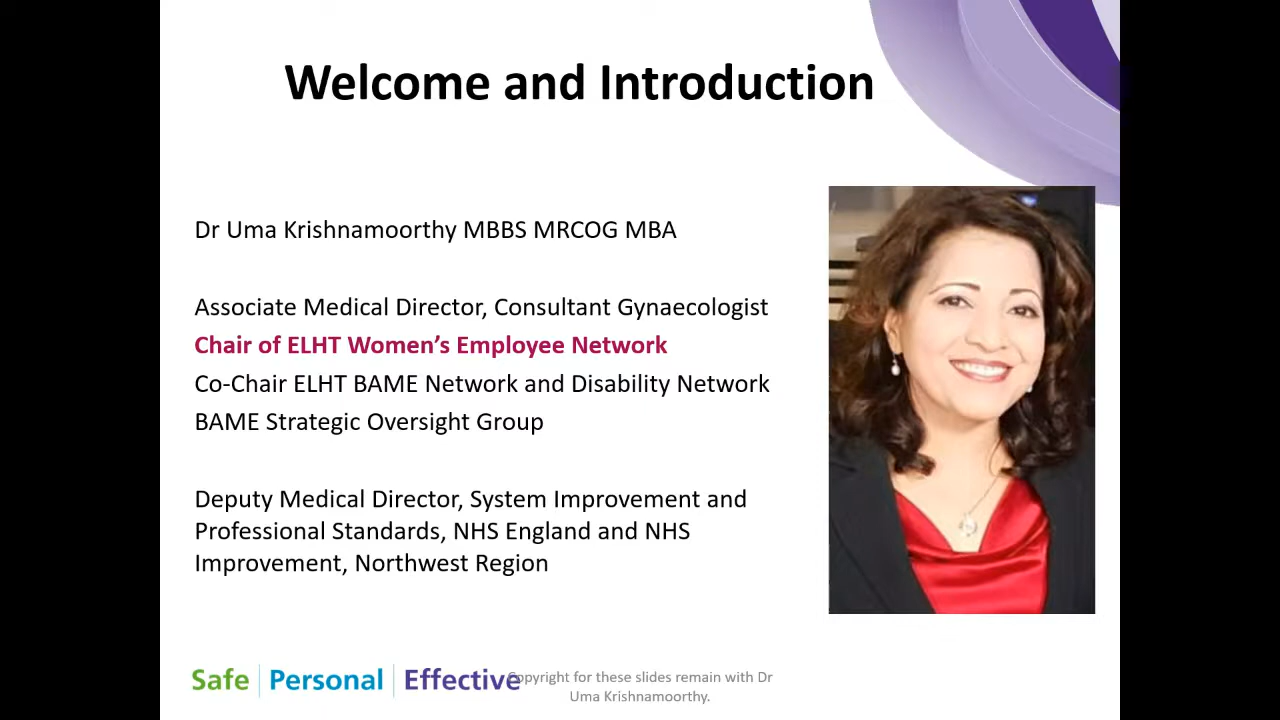 Welcome and Introduction
Dr Uma Krishnamoorthy MBBS MRCOG MBA
Associate Medical Director, Consultant Gynaecologist
Chair of ELHT Women’s Employee Network
Co-Chair ELHT BAME Network and Disability Network
BAME Strategic Oversight Group
Deputy Medical Director, System Improvement and
Professional Standards, NHS England and NHS
Improvement, Northwest Region
Safe Personal Effective
Copyright for these slides remain with Dr
Uma Krishnamoorthy.